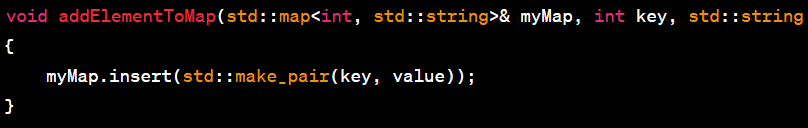 void addElementToMap(std::map<int, std::string>& myMap, int key, std::string
{
    myMap.insert(std::make_pair(key, value));
}